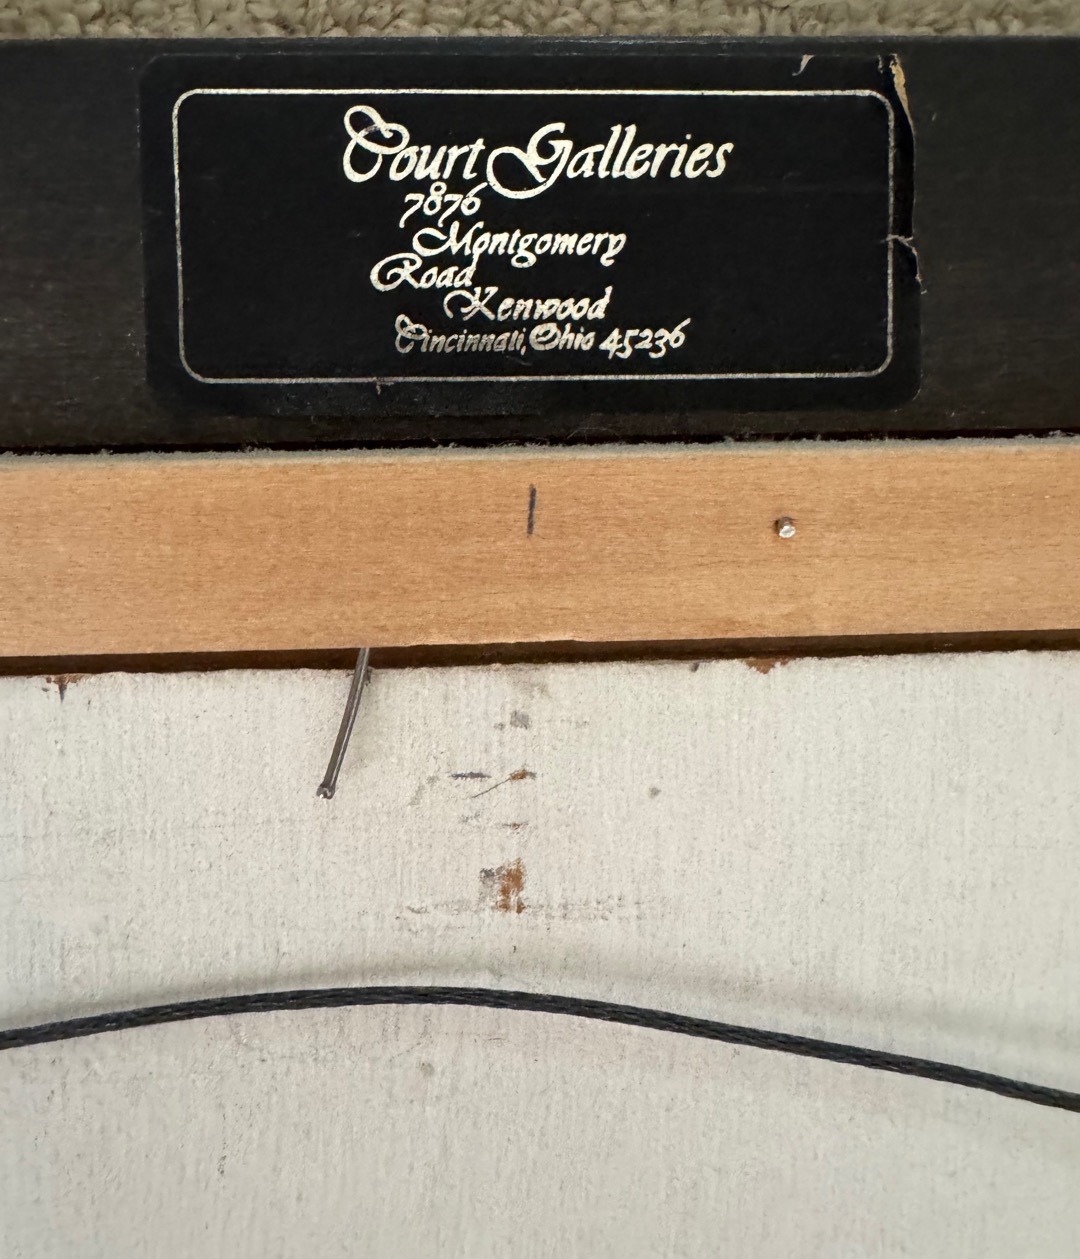 Court Galleries
7876
Montgomery
Road
Kenwood
Cincinnati, Ohio 45236